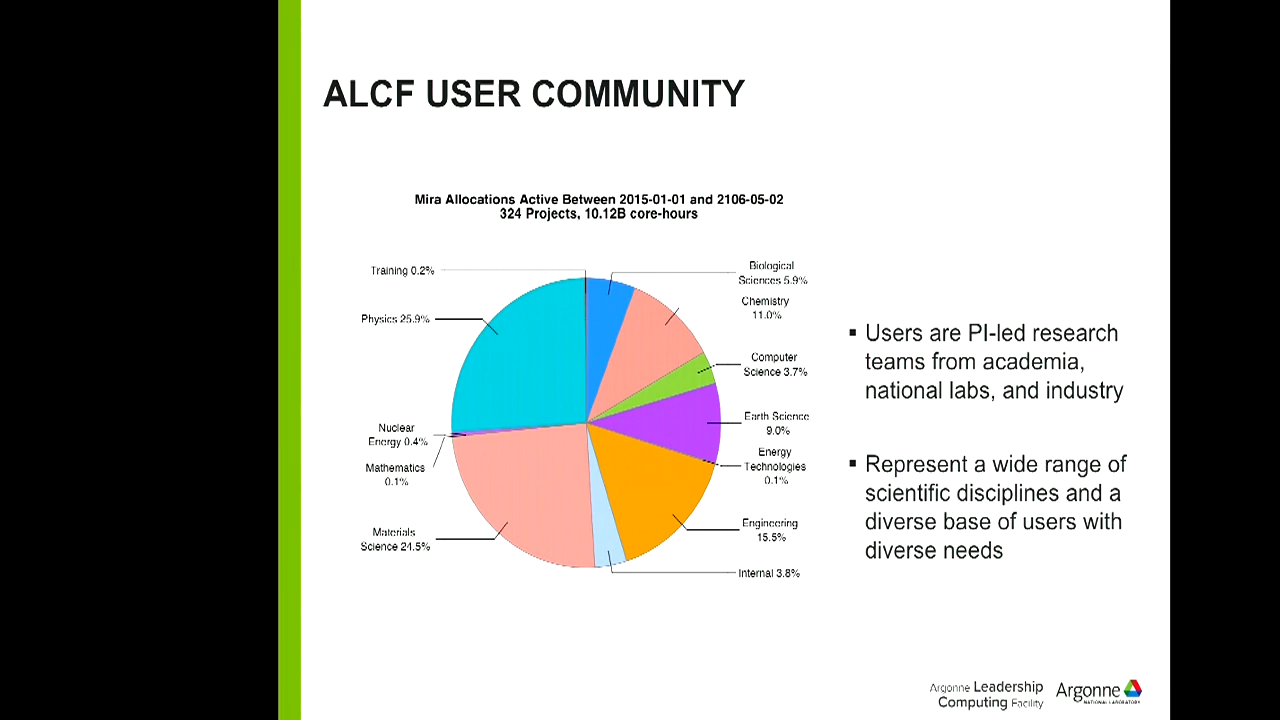 ALCF USER COMMUNITY
Mira Allocations Active Between 2015-01-01 and 2106-05-02
324 Projects, 10.12B core-hours
Training 0.2%
Biological
Sciences 5.9%
Chemistry
11.0%
Physics 25.9%
Computer
Science 3.7%
Earth Science
9.0%
Nuclear
Energy 0.4%
Energy
Technologies
0.1%
Mathematics
0.1%
Engineering
15.5%
Materials
Science 24.5%
Internal 3.8%
▪ Users are PI-led research
teams from academia,
national labs, and industry
▪ Represent a wide range of
scientific disciplines and a
diverse base of users with
diverse needs
Argonne Leadership
Computing Facility
Argonne
NATIONAL LABORATORY